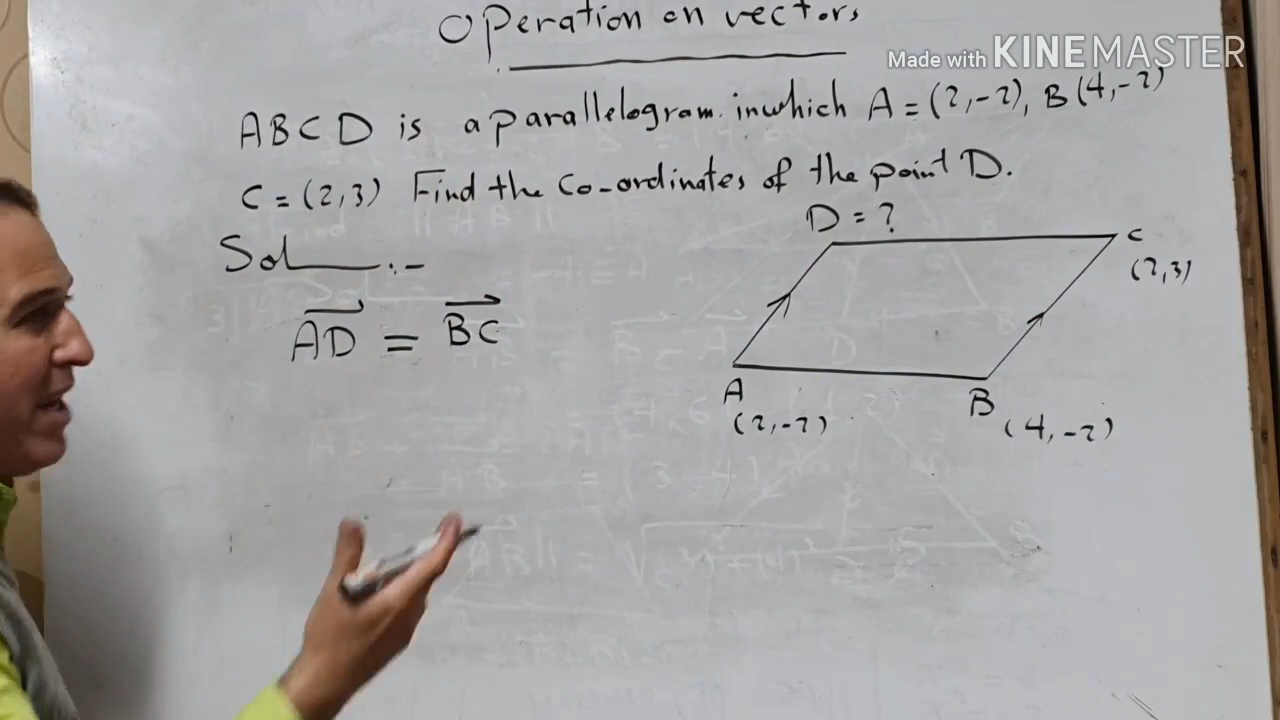 Operation on vectors
Made with KINEMASTER
ABCD is a parallelogram. in which A = (2,-2), B(4,-2)
C = (2,3) Find the Co-ordinates of the point D.
Sol :-
D = ?
C
(2,3)
AD = BC
A
(2,-2)
B
(4,-2)